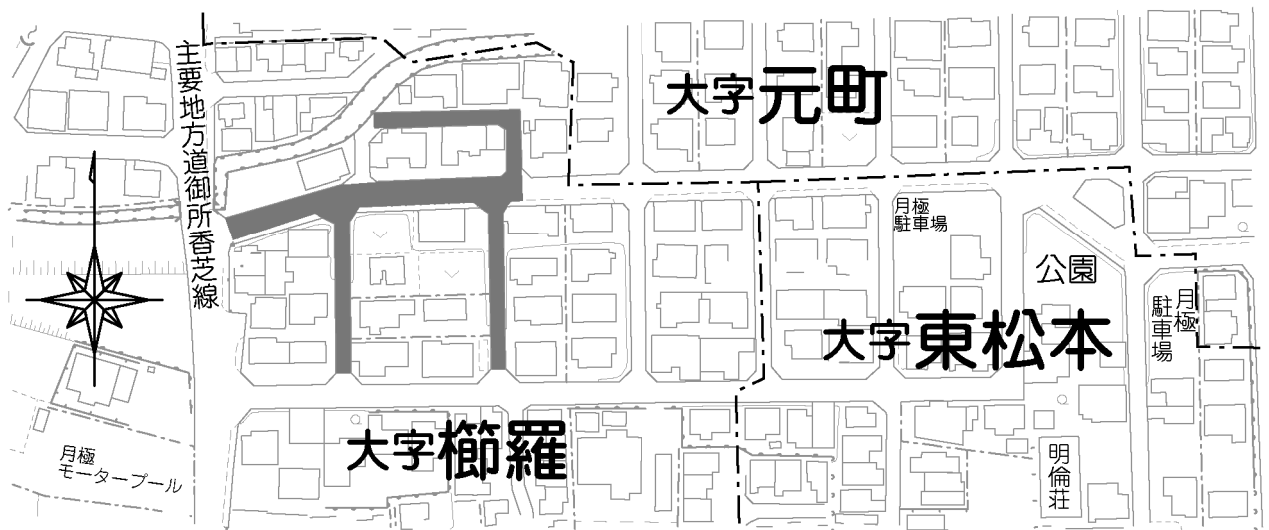 主要地方道御所香芝線
大字元町
月極
駐車場
公園
月極
駐車場
大字東松本
大字櫛羅
月極
モータープール
明倫荘